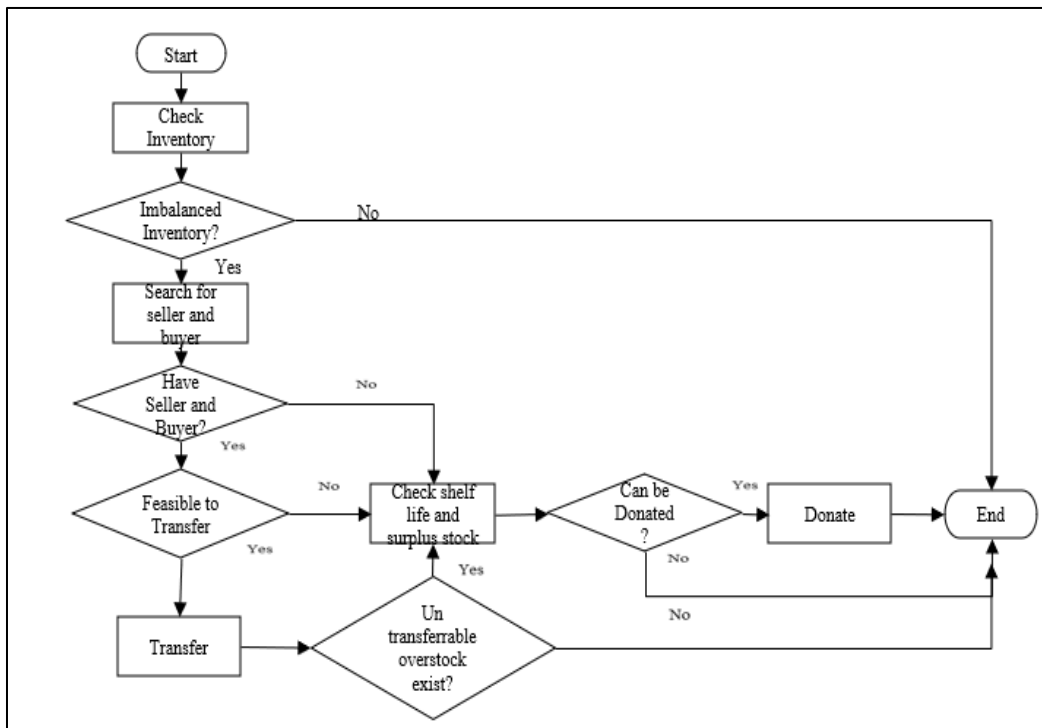 Start
Check
Inventory
Imbalanced
Inventory?
No
Yes
Search for
seller and
buyer
Have
Seller and
Buyer?
No
Yes
Feasible to
Transfer
No
Yes
Check shelf
life and
surplus stock
Can be
Donated
?
Yes
No
Donate
End
Transfer
Un
transferrable
overstock
exist?
Yes
No